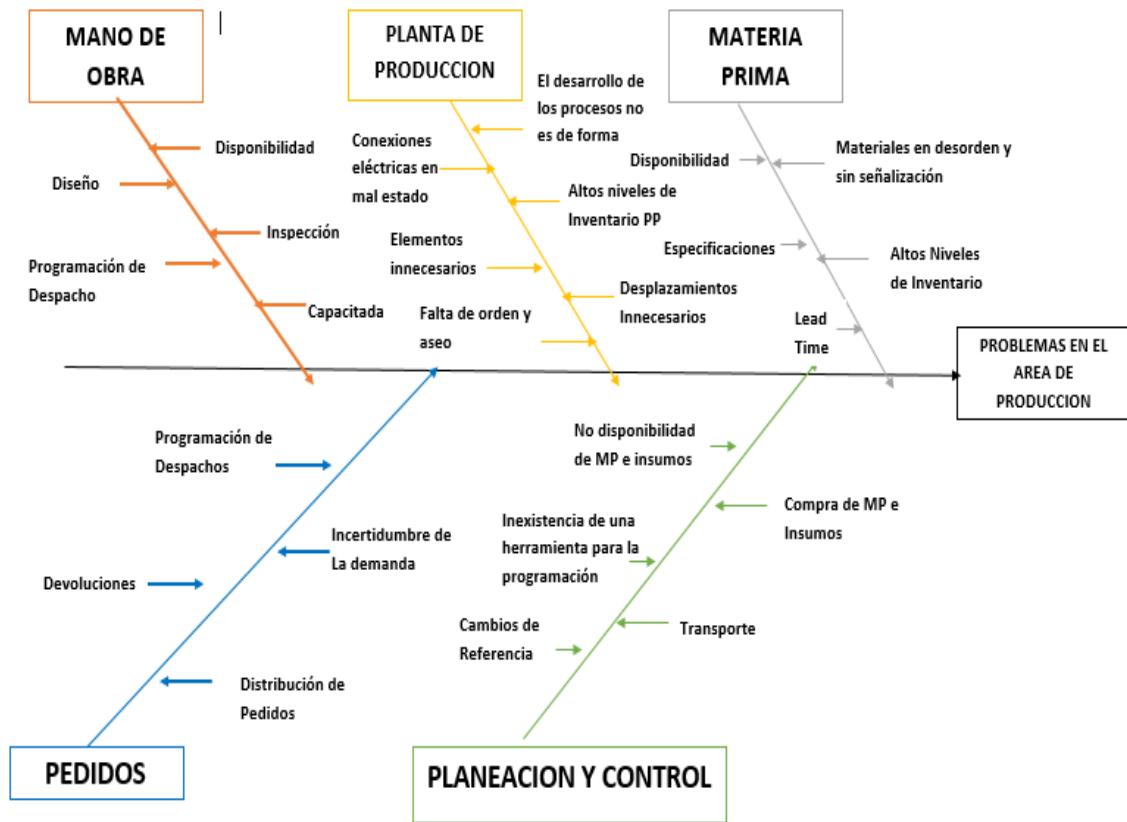 MANO DE
OBRA
PLANTA DE
PRODUCCION
MATERIA
PRIMA
Disponibilidad
Diseño
Inspección
Programación de
Despacho
Capacitada
El desarrollo de
los procesos no
es de forma
Conexiones
eléctricas en
mal estado
Altos niveles de
Inventario PP
Elementos
innecesarios
Desplazamientos
Innecesarios
Falta de orden y
aseo
Disponibilidad
Materiales en desorden y
sin señalización
Especificaciones
Altos Niveles
de Inventario
Lead
Time
PROBLEMAS EN EL
AREA DE
PRODUCCION
Programación de
Despachos
Incertidumbre de
La demanda
Devoluciones
Distribución de
Pedidos
No disponibilidad
de MP e insumos
Compra de MP e
Insumos
Inexistencia de una
herramienta para la
programación
Transporte
Cambios de
Referencia
PEDIDOS
PLANEACION Y CONTROL